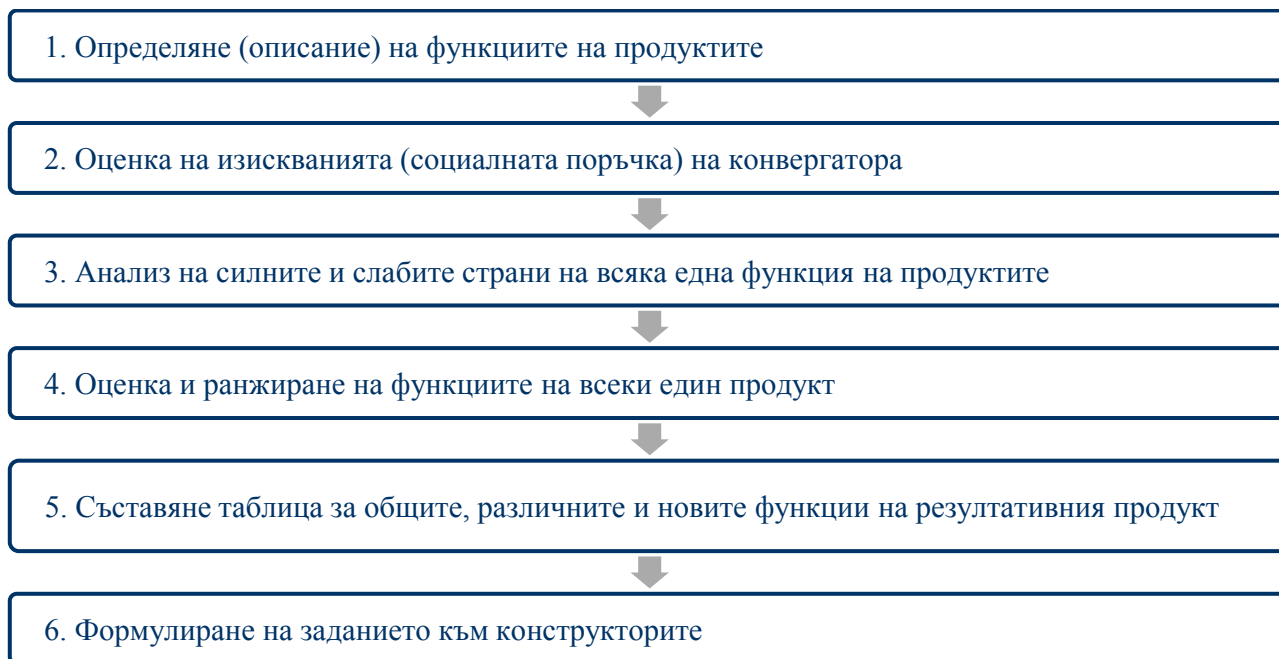 1. Определяне (описание) на функциите на продуктите
2. Оценка на изискванията (социалната поръчка) на конвергатора
3. Анализ на силните и слабите страни на всяка една функция на продуктите
4. Оценка и ранжиране на функциите на всеки един продукт
5. Съставяне таблица за общите, различните и новите функции на резултативния продукт
6. Формулиране на заданието към конструкторите